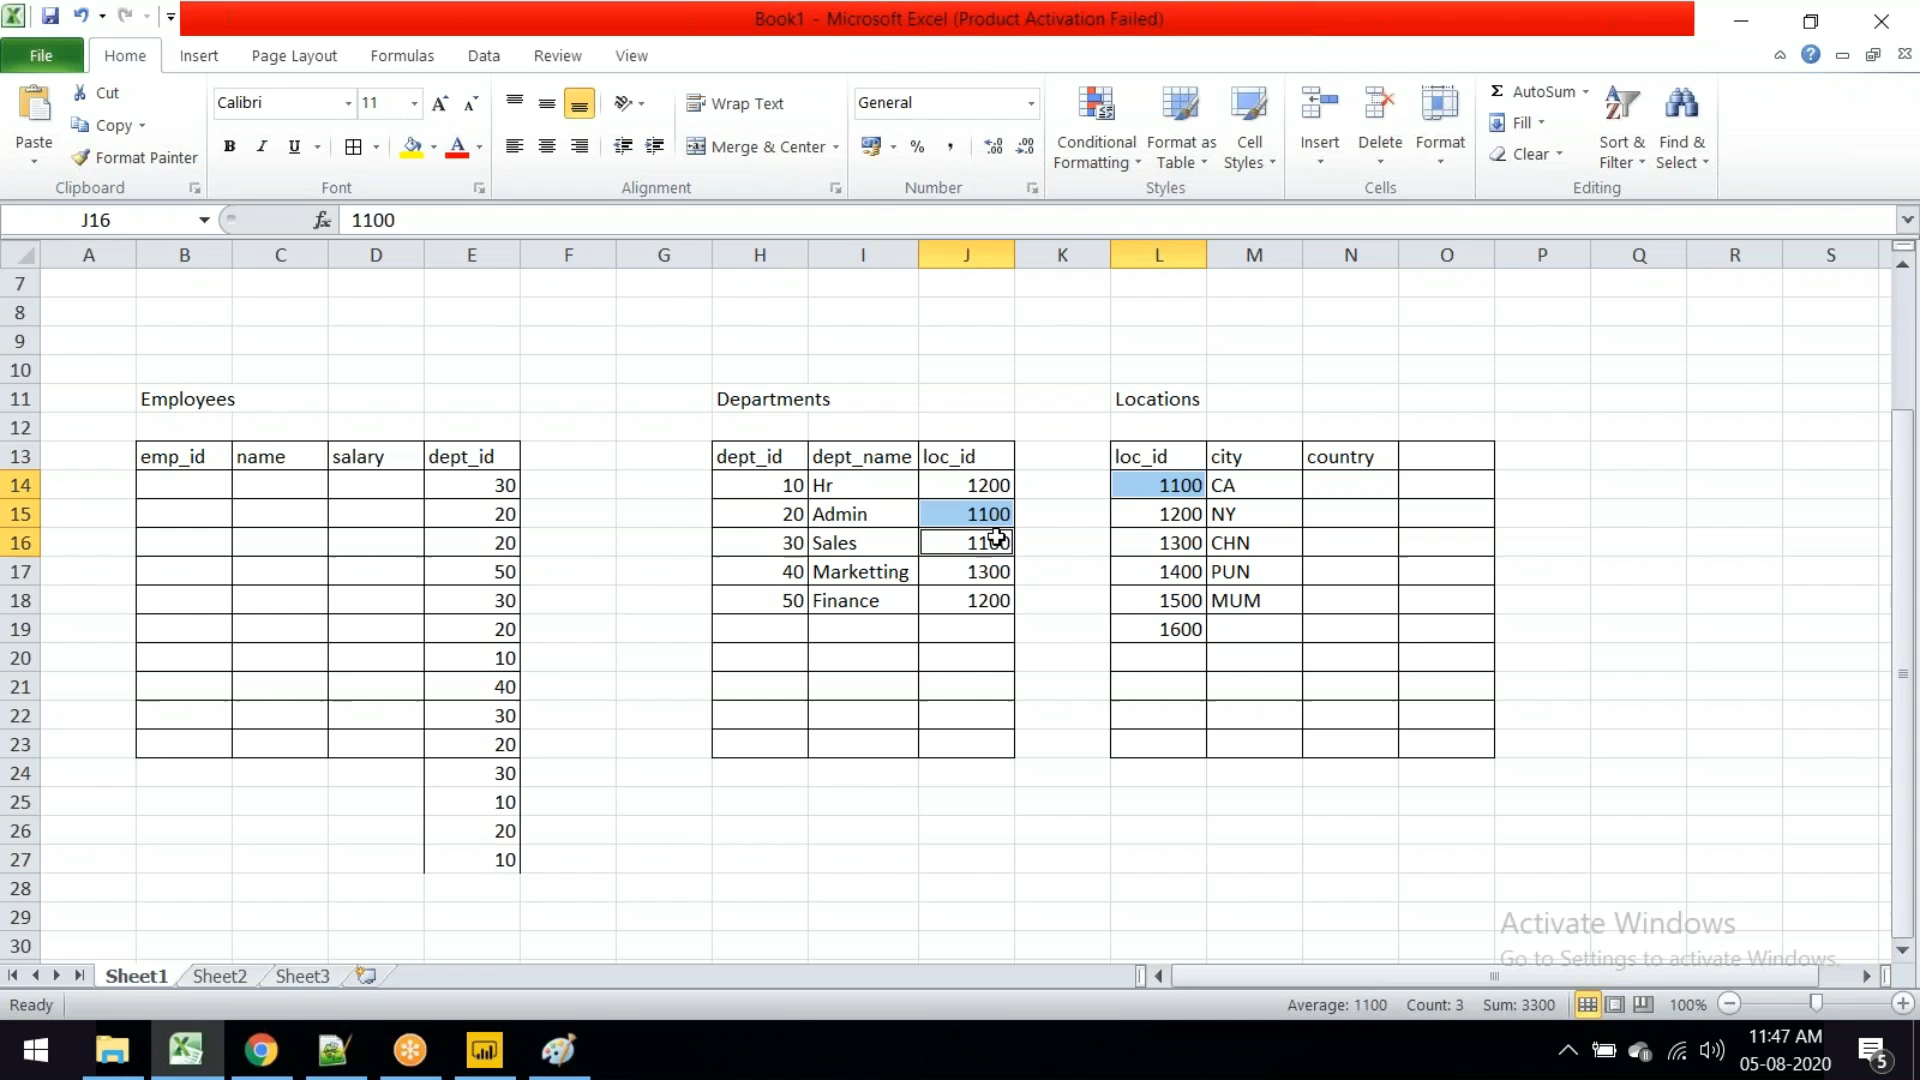 Book1 - Microsoft Excel (Product Activation Failed)
File Home Insert Page Layout Formulas Data Review View
Paste Cut Copy Format Painter Clipboard
Calibri 11 B I U Font
Wrap Text Merge & Center Alignment
General % , Number
Conditional Formatting Format as Table Cell Styles Styles
Insert Delete Format Cells
AutoSum Fill Clear Sort & Filter Find & Select Editing
J16 fx 1100
A B C D E F G H I J K L M N O P Q R S
7
8
9
10
11 Employees Departments Locations
12
13 emp_id name salary dept_id dept_id dept_name loc_id loc_id city country
14 30 10 Hr 1200 1100 CA
15 20 20 Admin 1100 1200 NY
16 20 30 Sales 1100 1300 CHN
17 50 40 Marketting 1300 1400 PUN
18 30 50 Finance 1200 1500 MUM
19 20 1600
20 10
21 40
22 30
23 20
24 30
25 10
26 20
27 10
28
29
30
Activate Windows
Go to Settings to activate Windows.
Sheet1 Sheet2 Sheet3
Ready Average: 1100 Count: 3 Sum: 3300 100%
11:47 AM
05-08-2020
5